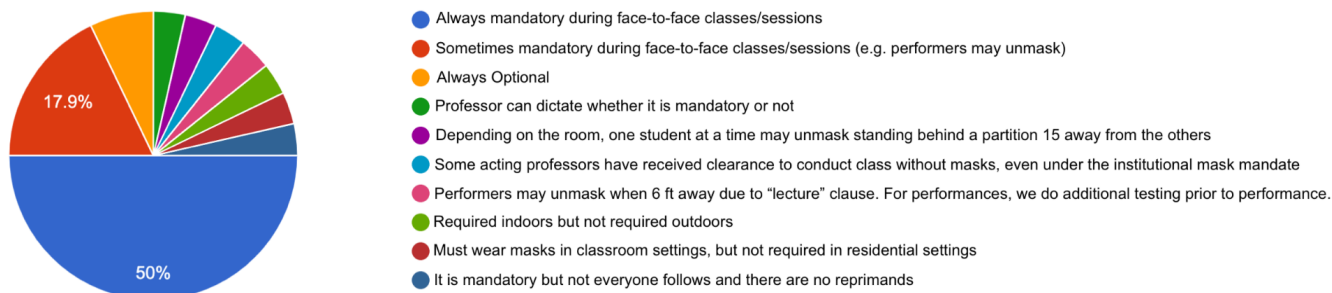 17.9%
50%
Always mandatory during face-to-face classes/sessions
Sometimes mandatory during face-to-face classes/sessions (e.g. performers may unmask)
Always Optional
Professor can dictate whether it is mandatory or not
Depending on the room, one student at a time may unmask standing behind a partition 15 away from the others
Some acting professors have received clearance to conduct class without masks, even under the institutional mask mandate
Performers may unmask when 6 ft away due to “lecture” clause. For performances, we do additional testing prior to performance.
Required indoors but not required outdoors
Must wear masks in classroom settings, but not required in residential settings
It is mandatory but not everyone follows and there are no reprimands